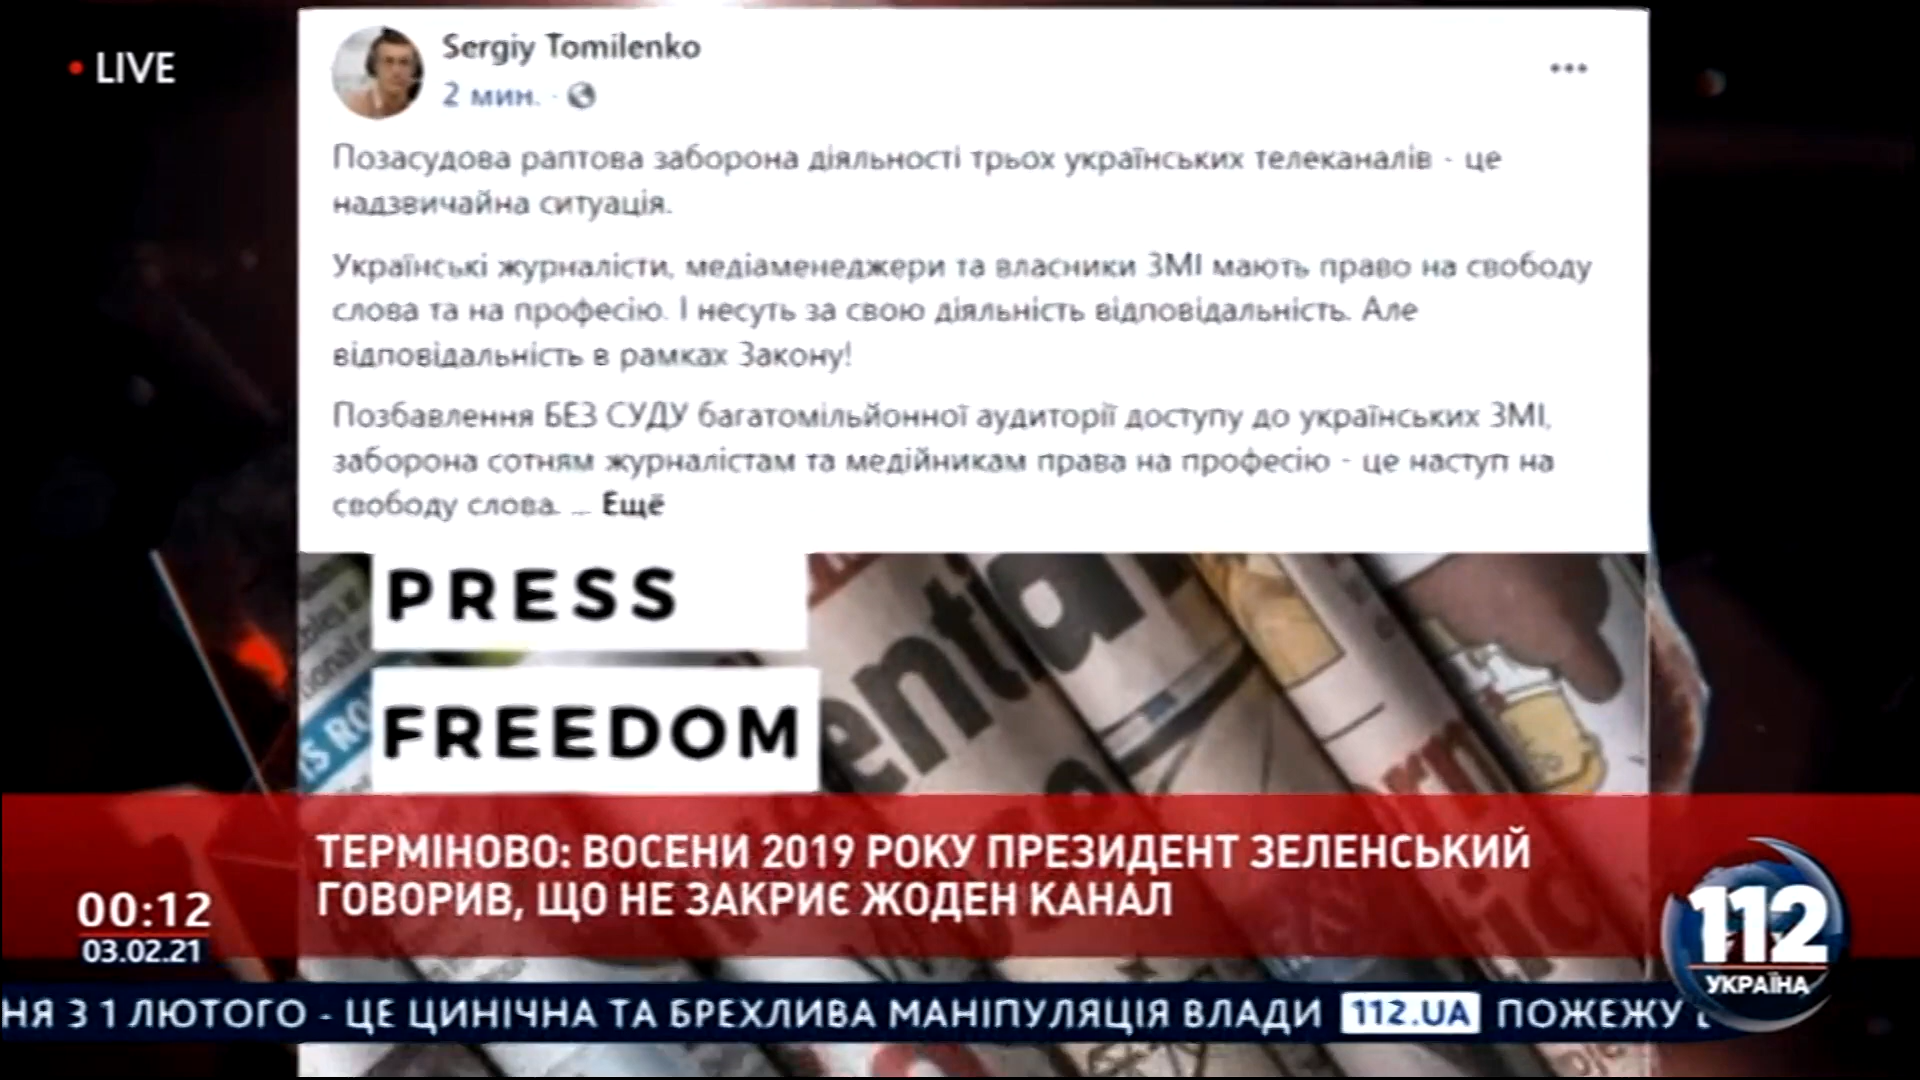 LIVE
Sergiy Tomilenko
2 мин.
Позасудова раптова заборона діяльності трьох українських телеканалів - це
надзвичайна ситуація.
Українські журналісти, медіаменеджери та власники ЗМІ мають право на свободу
слова та на професію. І несуть за свою діяльність відповідальність. Але
відповідальність в рамках Закону!
Позбавлення БЕЗ СУДУ багатомільйонної аудиторії доступу до українських ЗМІ,
заборона сотням журналістам та медійникам права на професію - це наступ на
свободу слова. ... Ещё
PRESS
FREEDOM
ТЕРМІНОВО: ВОСЕНИ 2019 РОКУ ПРЕЗИДЕНТ ЗЕЛЕНСЬКИЙ
ГОВОРИВ, ЩО НЕ ЗАКРИЄ ЖОДЕН КАНАЛ
00:12
03.02.21
112
УКРАЇНА
НЯ З 1 ЛЮТОГО - ЦЕ ЦИНІЧНА ТА БРЕХЛИВА МАНІПУЛЯЦІЯ ВЛАДИ 112.UA ПОЖЕЖУ